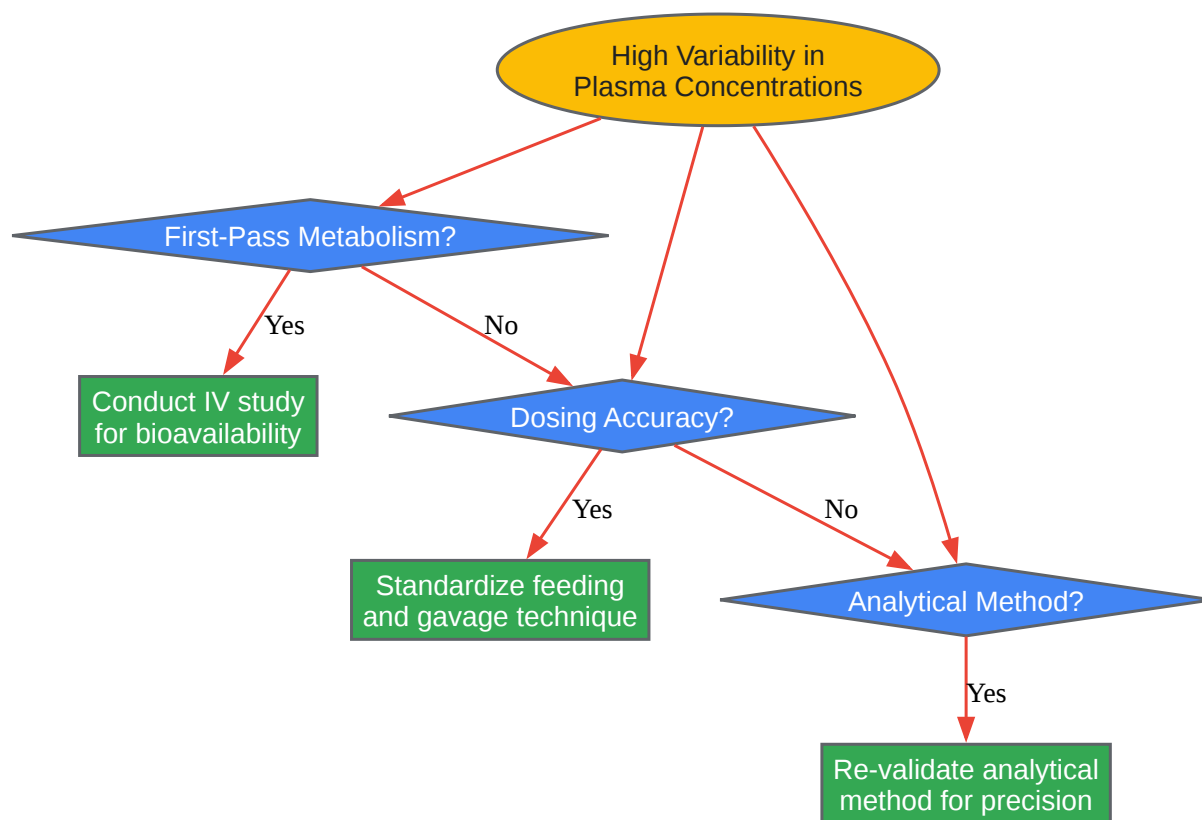 High Variability in
Plasma Concentrations
First-Pass Metabolism?
Yes
No
Conduct IV study
for bioavailability
Dosing Accuracy?
Yes
No
Standardize feeding
and gavage technique
Analytical Method?
Yes
Re-validate analytical
method for precision